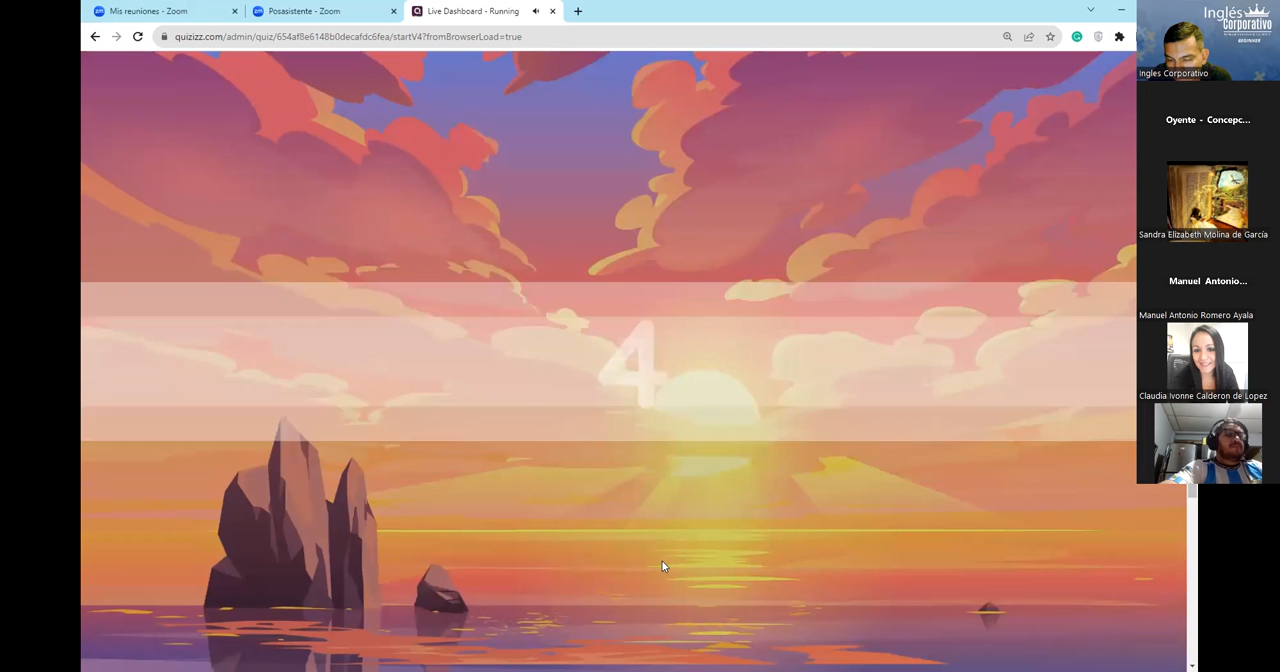 Mis reuniones - Zoom
Posasistente - Zoom
Live Dashboard - Running
quizizz.com/admin/quiz/654af8e6148b0decafdc6fea/startV4?fromBrowserLoad=true
4
Inglés
Corporativo
BEGINNER
Ingles Corporativo
Oyente - Concepc...
Sandra Elizabeth Molina de García
Manuel Antonio...
Manuel Antonio Romero Ayala
Claudia Ivonne Calderon de Lopez